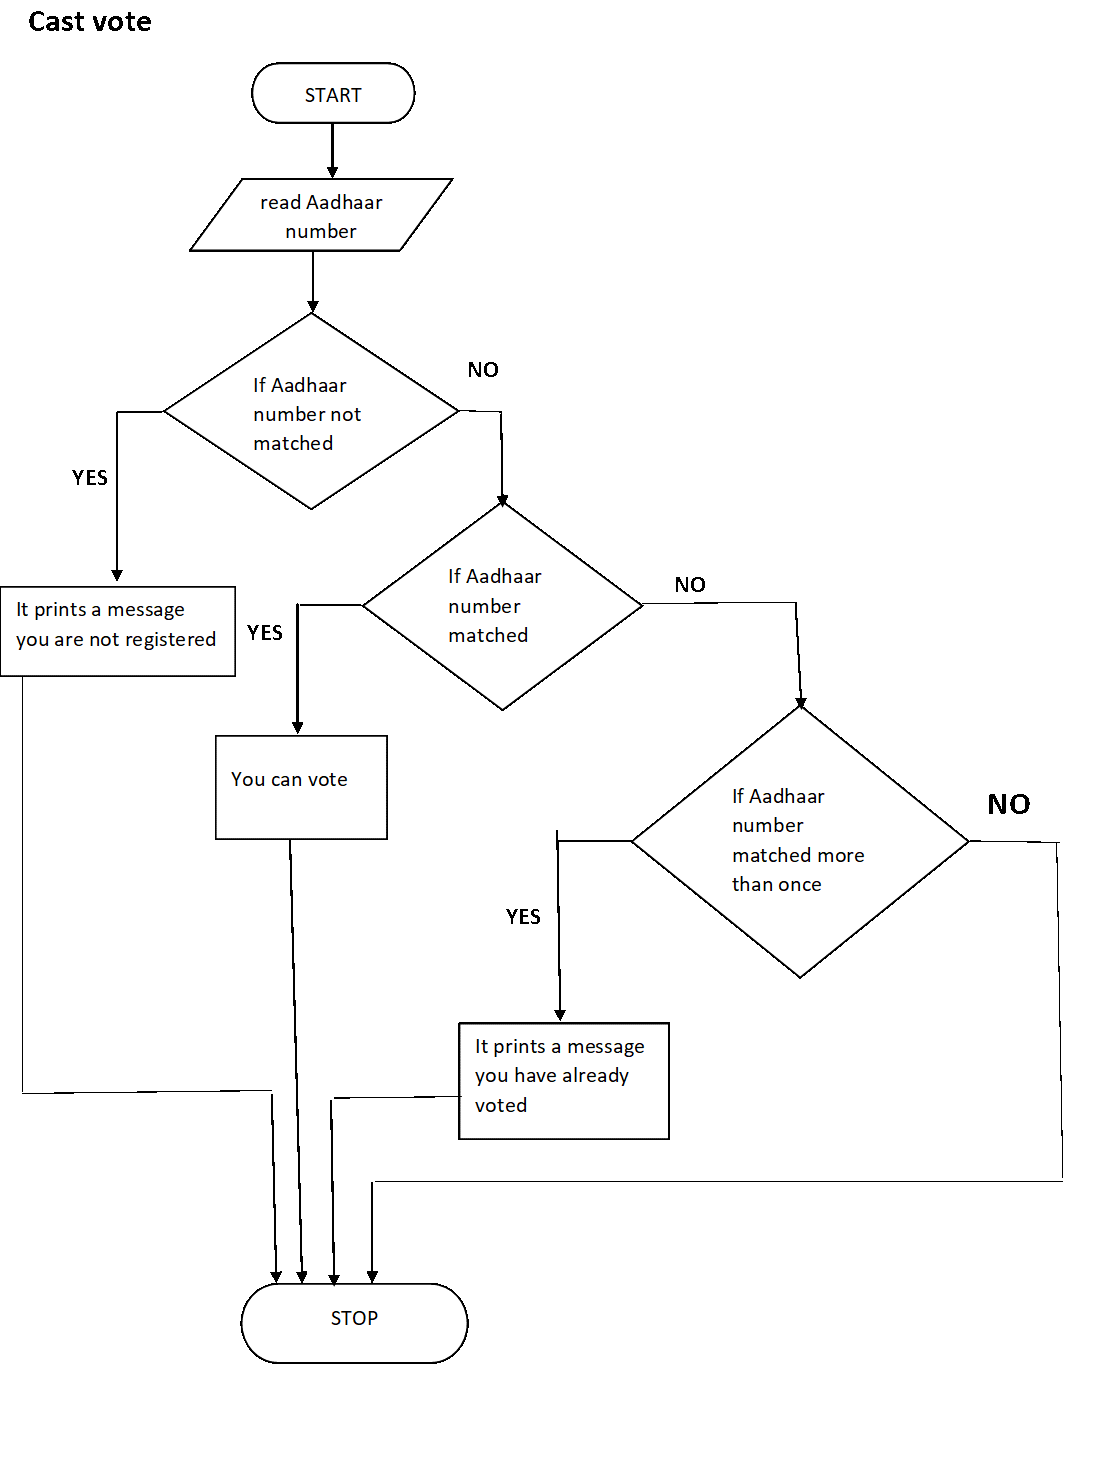 Cast vote
START
read Aadhaar
number
If Aadhaar
number not
matched
NO
YES
It prints a message
you are not registered
If Aadhaar
number
matched
NO
YES
You can vote
If Aadhaar
number
matched more
than once
NO
YES
It prints a message
you have already
voted
STOP